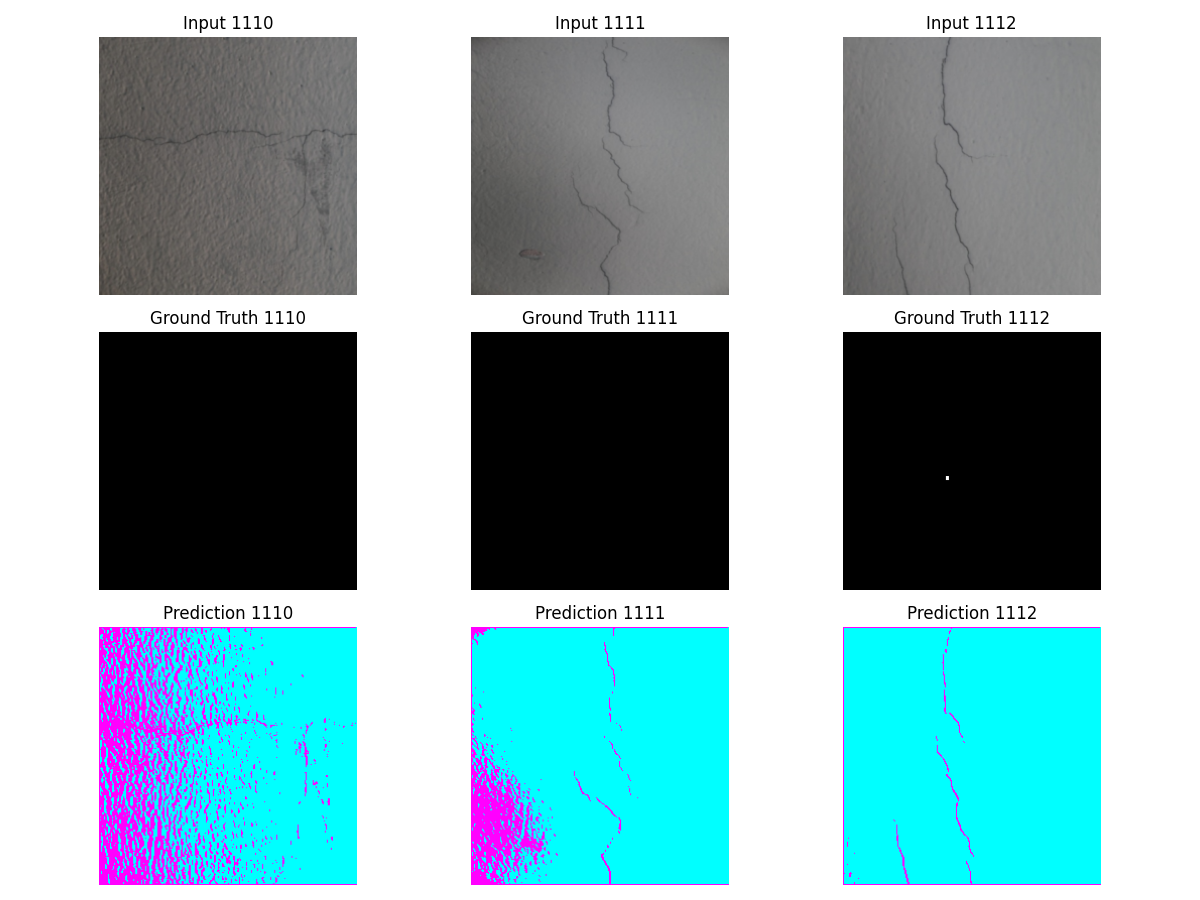 Input 1110
Input 1111
Input 1112
Ground Truth 1110
Ground Truth 1111
Ground Truth 1112
Prediction 1110
Prediction 1111
Prediction 1112